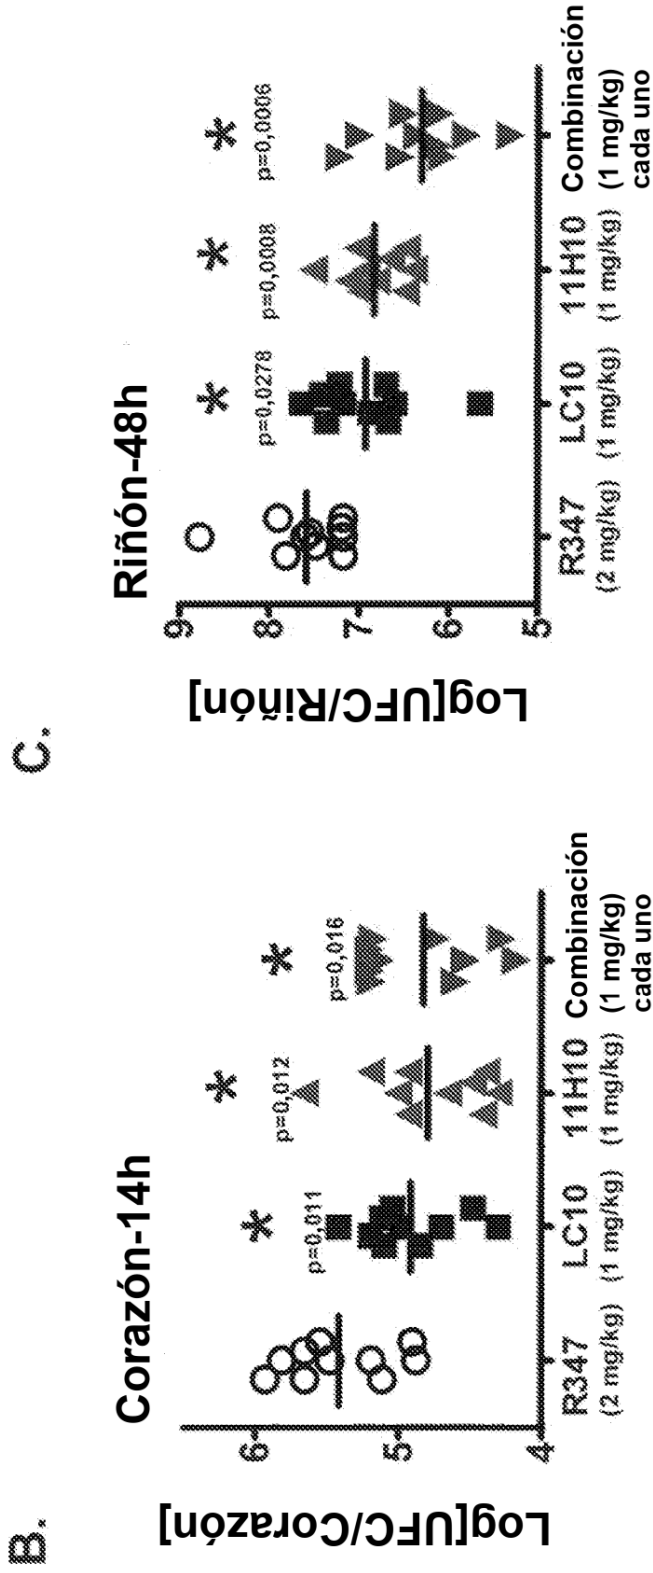 B.
Corazón-14h
Log[UFC/Corazón]
6
5
4
*
p=0,011
*
p=0,012
*
p=0,016
R347
(2 mg/kg)
LC10
(1 mg/kg)
11H10
(1 mg/kg)
Combinación
(1 mg/kg)
cada uno
C.
Riñón-48h
Log[UFC/Riñón]
9
8
7
6
5
*
p=0,0278
*
p=0,0008
*
p=0,0006
R347
(2 mg/kg)
LC10
(1 mg/kg)
11H10
(1 mg/kg)
Combinación
(1 mg/kg)
cada uno